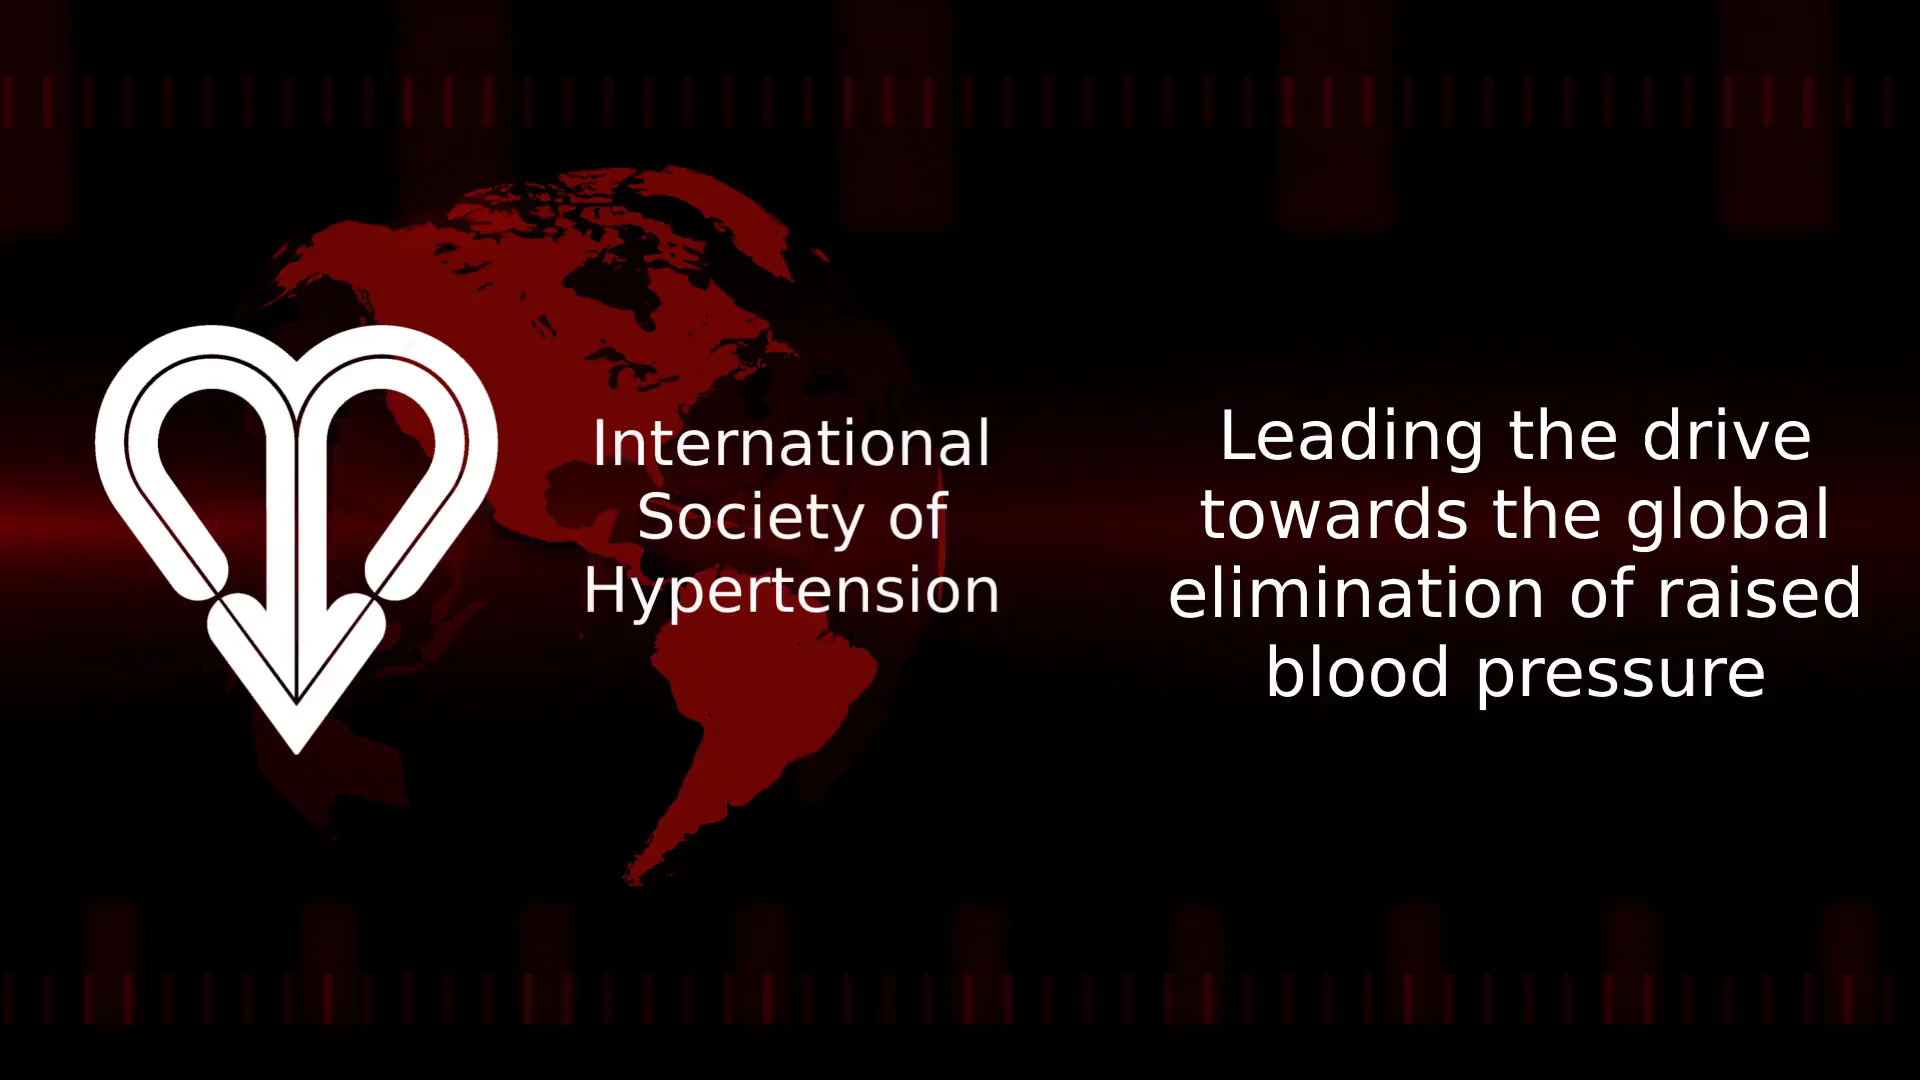 International
Society of
Hypertension
Leading the drive
towards the global
elimination of raised
blood pressure